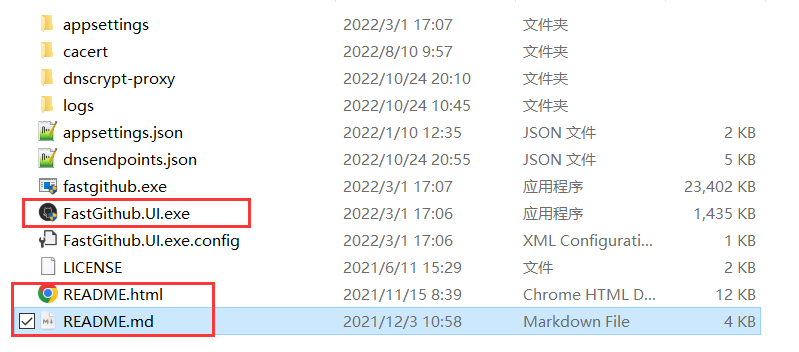 appsettings 2022/3/1 17:07 文件夹
cacert 2022/8/10 9:57 文件夹
dnscrypt-proxy 2022/10/24 20:10 文件夹
logs 2022/10/24 10:45 文件夹
appsettings.json 2022/1/10 12:35 JSON 文件 2 KB
dnsendpoints.json 2022/10/24 20:55 JSON 文件 5 KB
fastgithub.exe 2022/3/1 17:07 应用程序 23,402 KB
FastGithub.UI.exe 2022/3/1 17:06 应用程序 1,435 KB
FastGithub.UI.exe.config 2022/3/1 17:06 XML Configurati... 2 KB
LICENSE 2021/6/11 15:29 文件 2 KB
README.html 2021/11/15 8:39 Chrome HTML D... 12 KB
README.md 2021/12/3 10:58 Markdown File 4 KB